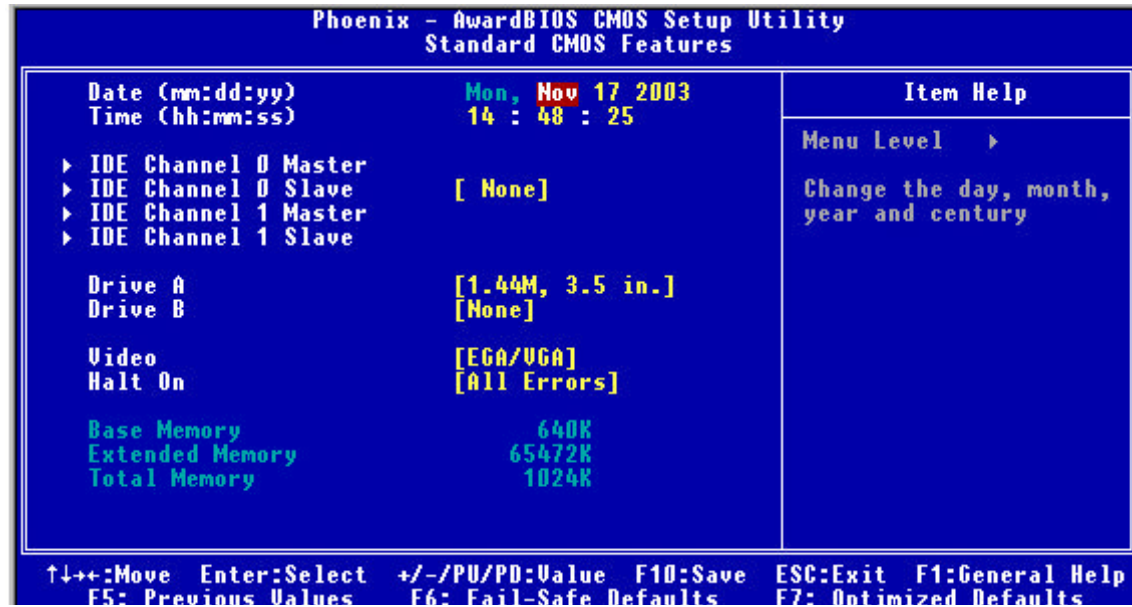 Phoenix - AwardBIOS CMOS Setup Utility
Standard CMOS Features
Date (mm:dd:yy) Mon, Nov 17 2003
Time (hh:mm:ss) 14 : 48 : 25
▸ IDE Channel 0 Master
▸ IDE Channel 0 Slave [ None]
▸ IDE Channel 1 Master
▸ IDE Channel 1 Slave
Drive A [1.44M, 3.5 in.]
Drive B [None]
Video [EGA/VGA]
Halt On [All Errors]
Base Memory 640K
Extended Memory 65472K
Total Memory 1024K
Item Help
Menu Level ▸
Change the day, month,
year and century
↑↓→←:Move Enter:Select +/-/PU/PD:Value F10:Save ESC:Exit F1:General Help
F5: Previous Values F6: Fail-Safe Defaults F7: Optimized Defaults